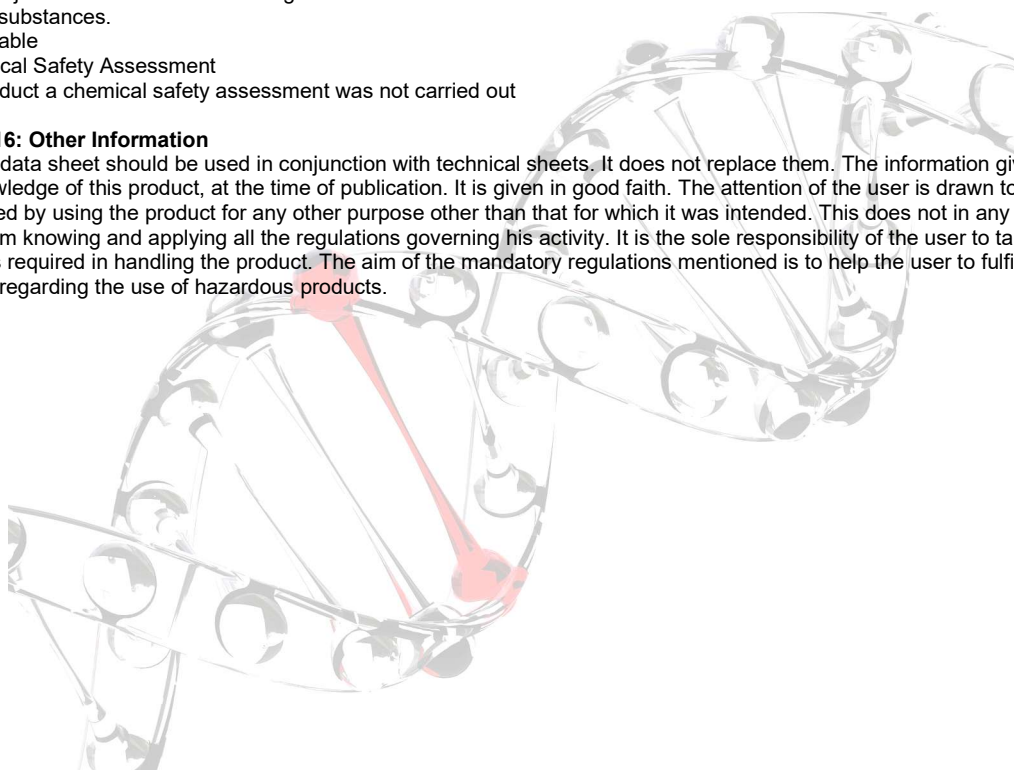 substances.
able
cal Safety Assessment
duct a chemical safety assessment was not carried out
6: Other Information
data sheet should be used in conjunction with technical sheets. It does not replace them. The information gi
ledge of this product, at the time of publication. It is given in good faith. The attention of the user is drawn to
ed by using the product for any other purpose other than that for which it was intended. This does not in any
m knowing and applying all the regulations governing his activity. It is the sole responsibility of the user to ta
required in handling the product. The aim of the mandatory regulations mentioned is to help the user to fulfi
regarding the use of hazardous products.